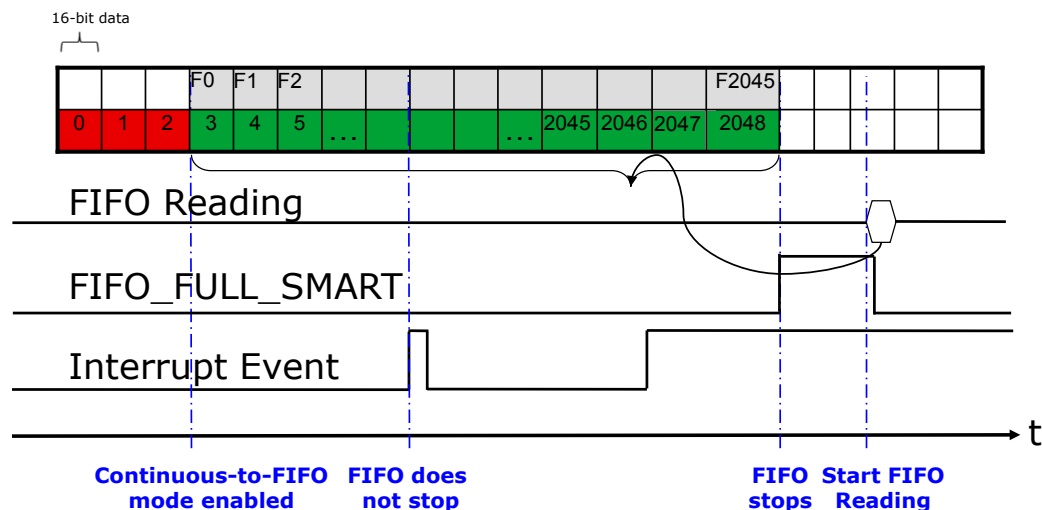 16-bit data
F0 F1 F2 F2045
0 1 2 3 4 5 ... ... 2045 2046 2047 2048
FIFO Reading
FIFO_FULL_SMART
Interrupt Event
t
Continuous-to-FIFO
mode enabled
FIFO does
not stop
FIFO
stops
Start FIFO
Reading